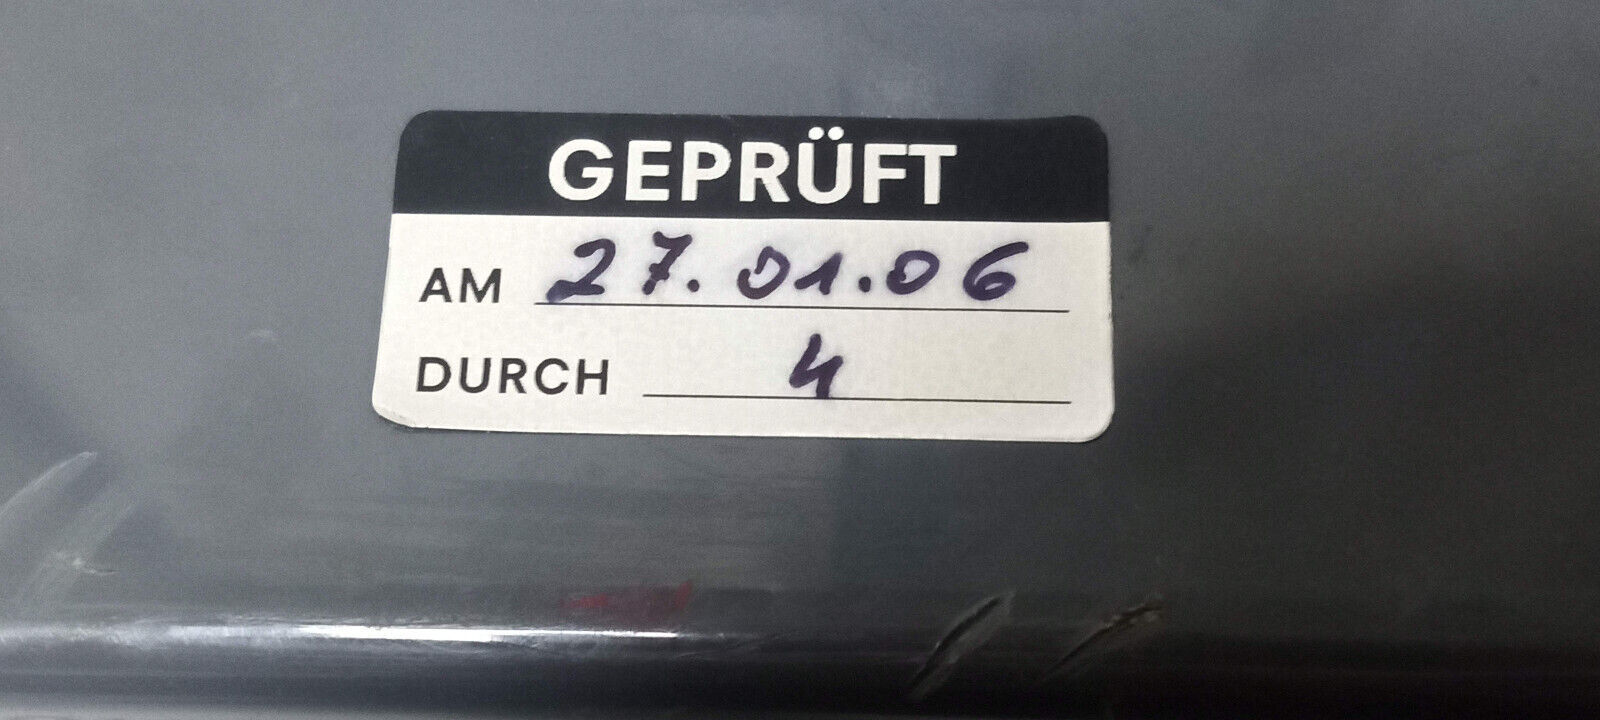 GEPRÜFT
AM 27.01.06
DURCH 4